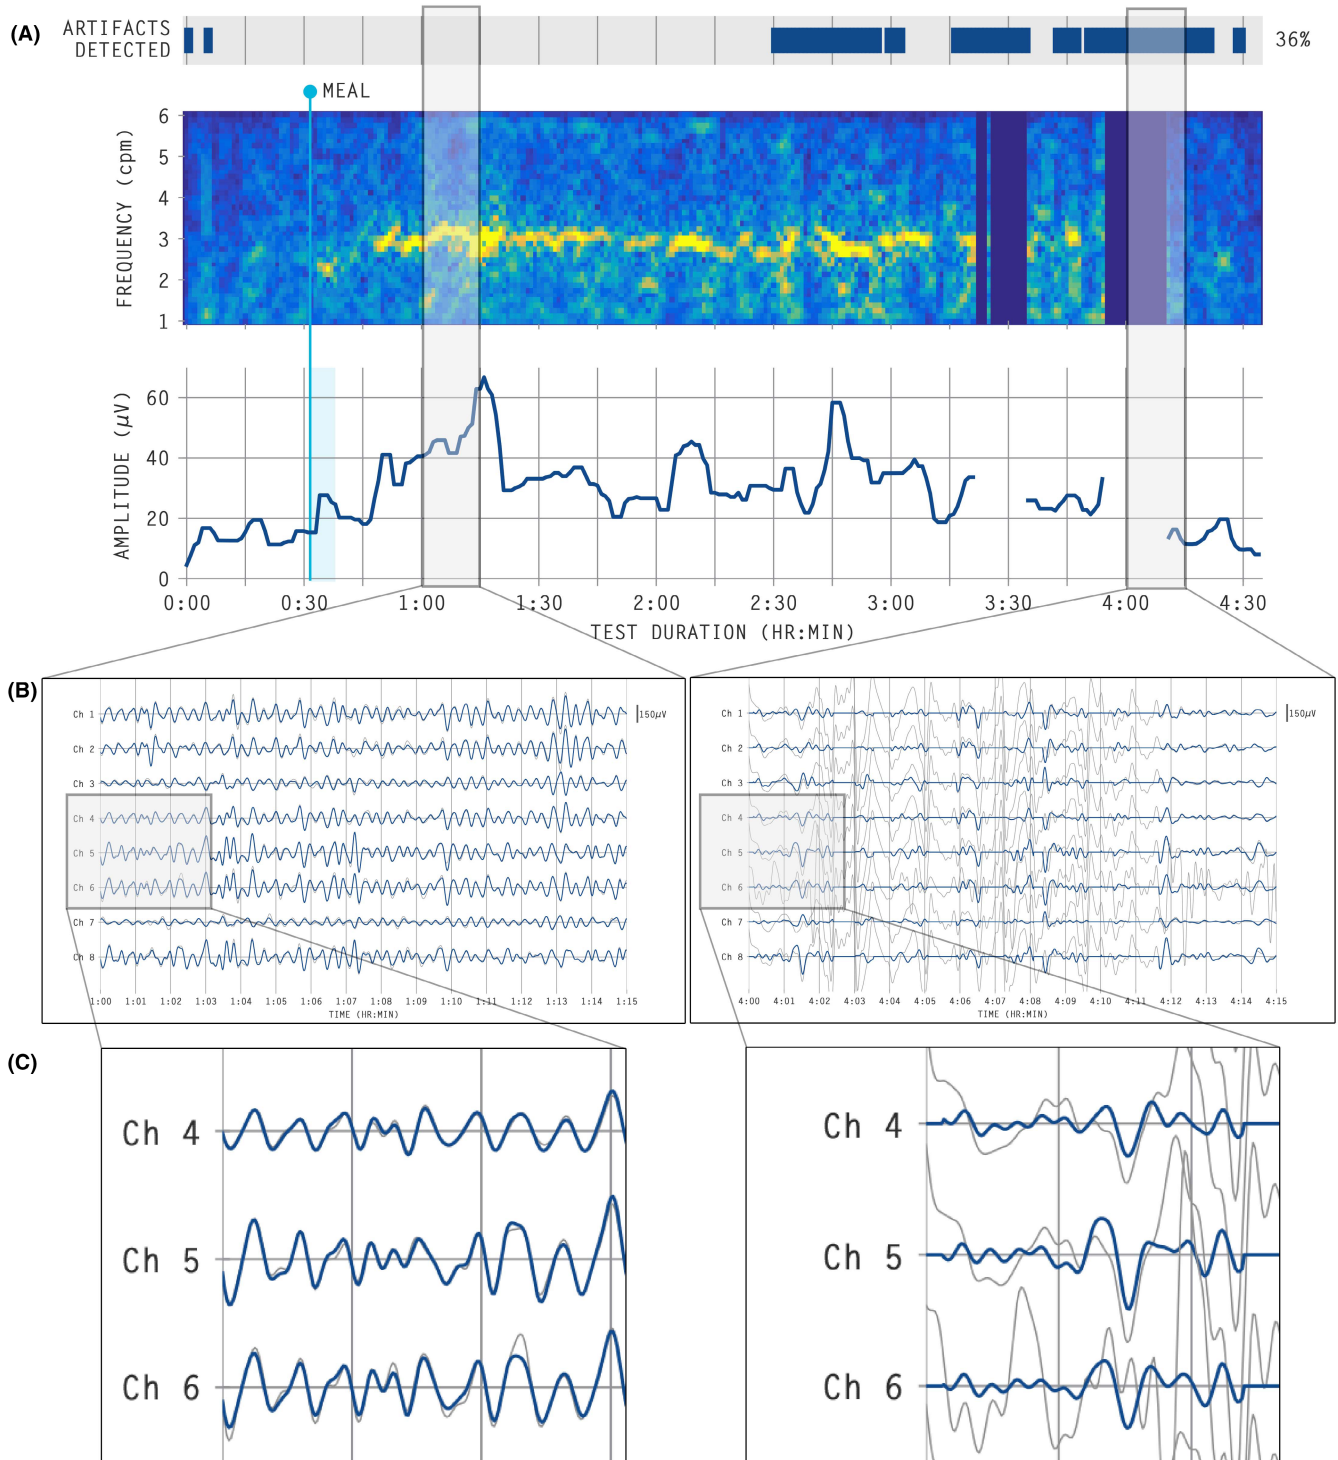 (A)
ARTIFACTS
DETECTED
36%
MEAL
FREQUENCY (cpm)
6
5
4
3
2
1
AMPLITUDE (µV)
60
40
20
0
0:00 0:30 1:00 1:30 2:00 2:30 3:00 3:30 4:00 4:30
TEST DURATION (HR:MIN)
(B)
Ch 1
Ch 2
Ch 3
Ch 4
Ch 5
Ch 6
Ch 7
Ch 8
150µV
1:00 1:01 1:02 1:03 1:04 1:05 1:06 1:07 1:08 1:09 1:10 1:11 1:12 1:13 1:14 1:15
TIME (HR:MIN)
Ch 1
Ch 2
Ch 3
Ch 4
Ch 5
Ch 6
Ch 7
Ch 8
150µV
4:00 4:01 4:02 4:03 4:04 4:05 4:06 4:07 4:08 4:09 4:10 4:11 4:12 4:13 4:14 4:15
TIME (HR:MIN)
(C)
Ch 4
Ch 5
Ch 6
Ch 4
Ch 5
Ch 6